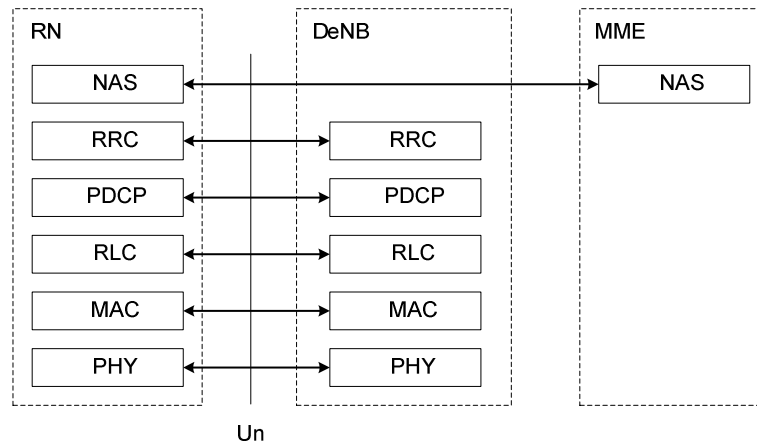 RN DeNB MME
NAS NAS
RRC RRC
PDCP PDCP
RLC RLC
MAC MAC
PHY PHY
Un